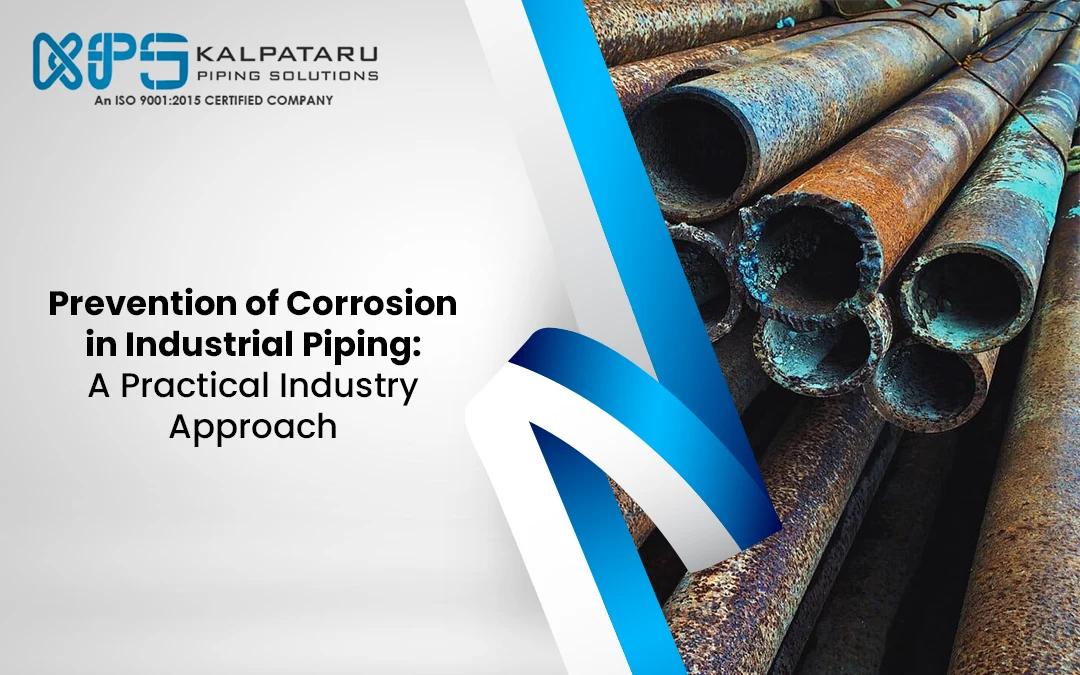 KPS KALPATARU
PIPING SOLUTIONS
An ISO 9001:2015 CERTIFIED COMPANY
Prevention of Corrosion
in Industrial Piping:
A Practical Industry
Approach